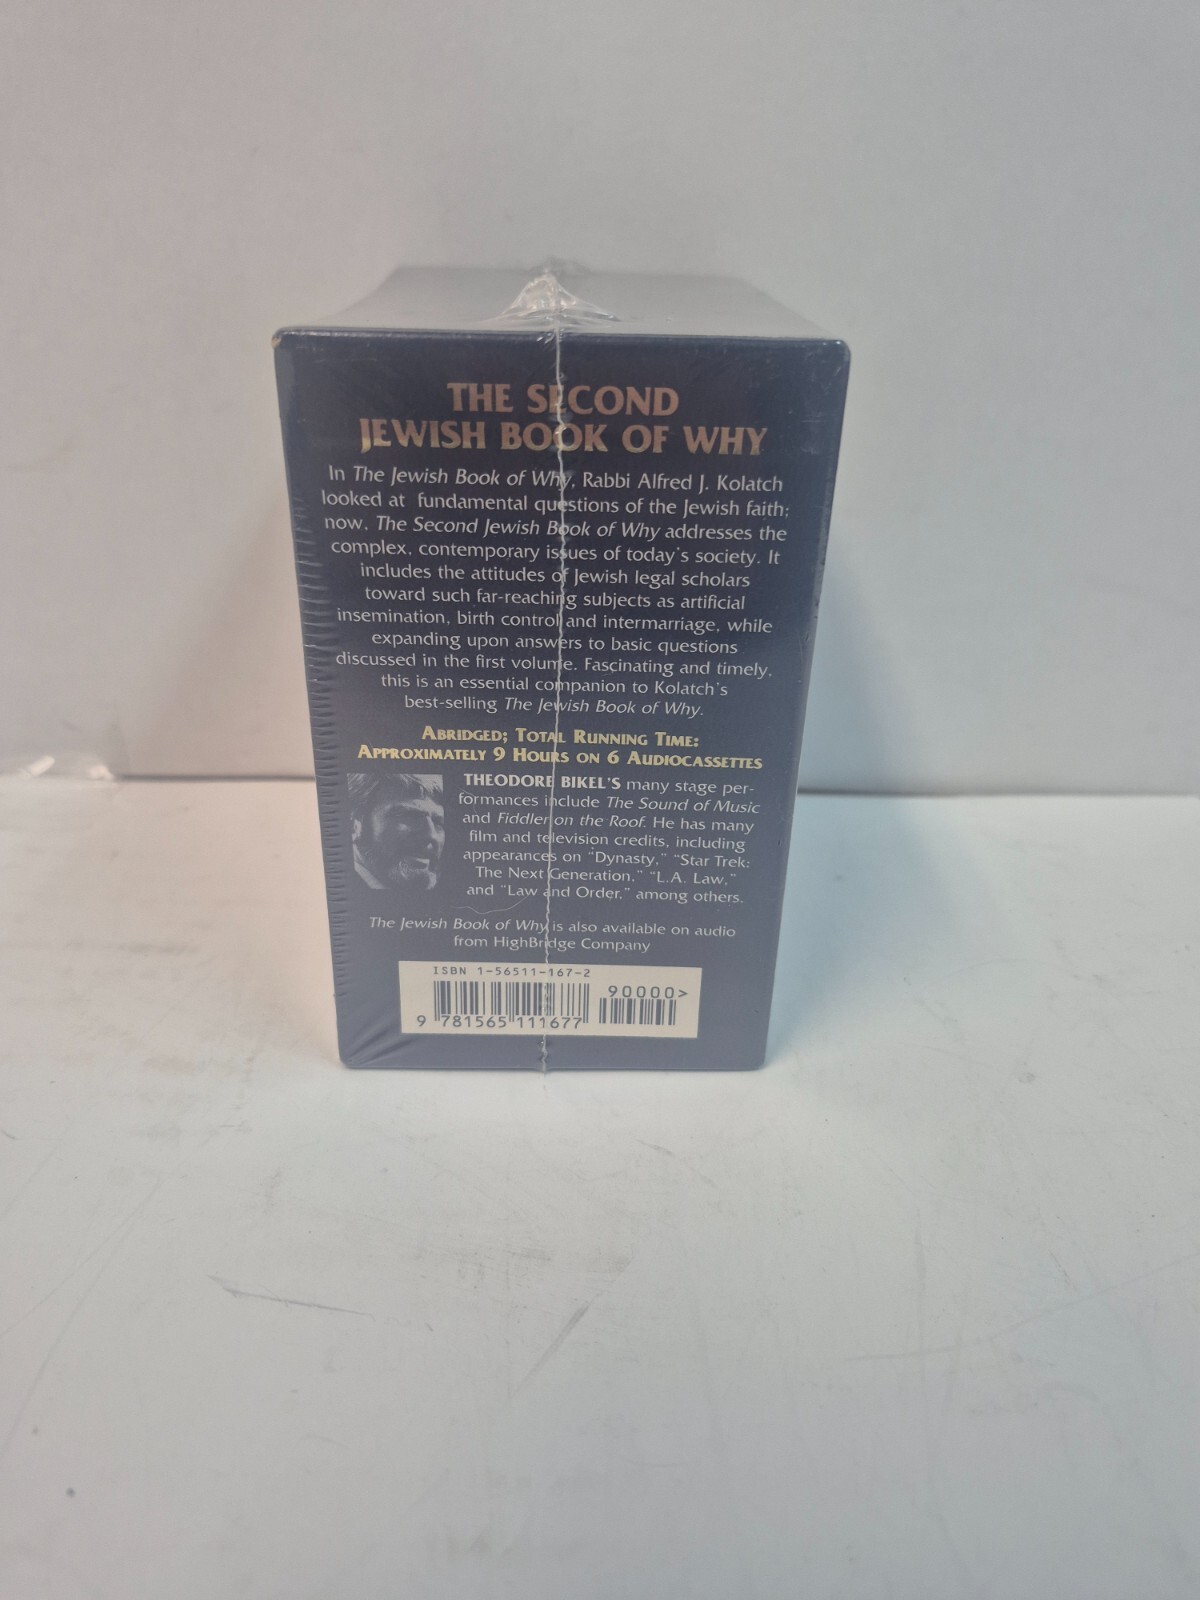 THE SECOND
JEWISH BOOK OF WHY
In The Jewish Book of Why, Rabbi Alfred J. Kolatch
looked at fundamental questions of the Jewish faith;
now, The Second Jewish Book of Why addresses the
complex, contemporary issues of today's society. It
includes the attitudes of Jewish legal scholars
toward such far-reaching subjects as artificial
insemination, birth control and intermarriage, while
expanding upon answers to basic questions
discussed in the first volume. Fascinating and timely,
this is an essential companion to Kolatch's
best-selling The Jewish Book of Why.
ABRIDGED; TOTAL RUNNING TIME:
APPROXIMATELY 9 HOURS ON 6 AUDIOCASSETTES
THEODORE BIKEL'S many stage per-
formances include The Sound of Music
and Fiddler on the Roof. He has many
film and television credits, including
appearances on "Dynasty," "Star Trek:
The Next Generation," "L.A. Law,"
and "Law and Order," among others.
The Jewish Book of Why is also available on audio
from HighBridge Company
ISBN 1-56511-167-2
90000>
9 781565 111677